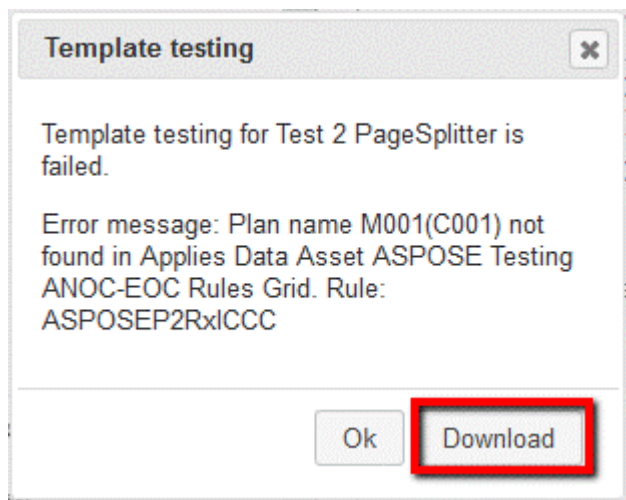 Template testing
Template testing for Test 2 PageSplitter is
failed.
Error message: Plan name M001(C001) not
found in Applies Data Asset ASPOSE Testing
ANOC-EOC Rules Grid. Rule:
ASPOSEP2RxICCC
Ok
Download